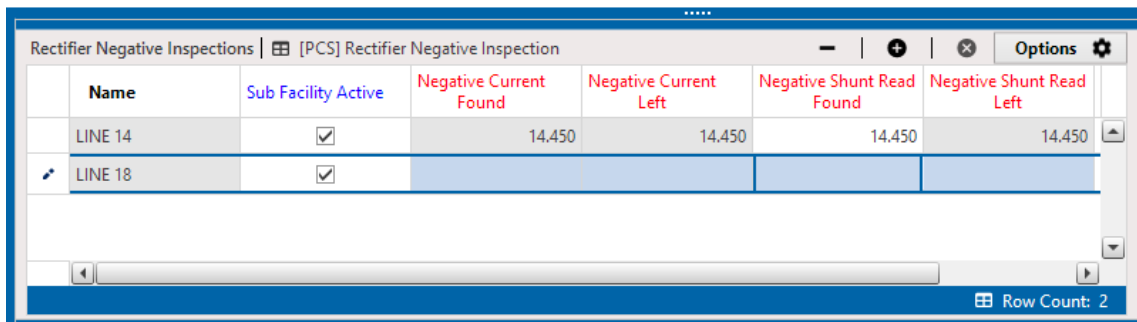 Rectifier Negative Inspections [PCS] Rectifier Negative Inspection Options
Name Sub Facility Active Negative Current Found Negative Current Left Negative Shunt Read Found Negative Shunt Read Left
LINE 14 14.450 14.450 14.450 14.450
LINE 18
Row Count: 2